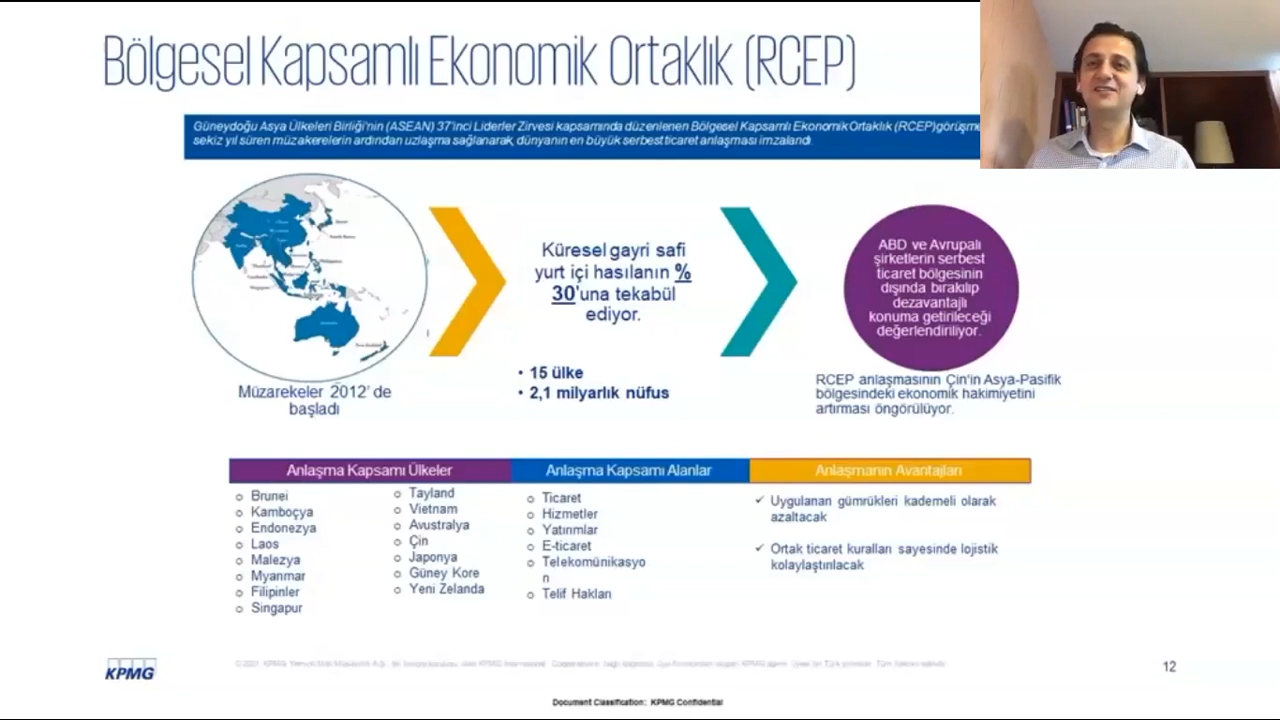 Bölgesel Kapsamlı Ekonomik Ortaklık (RCEP)
Güneydoğu Asya Ülkeleri Birliği'nin (ASEAN) 37'inci Liderler Zirvesi kapsamında düzenlenen Bölgesel Kapsamlı Ekonomik Ortaklık (RCEP)görüşme
sekiz yıl süren müzakerelerin ardından uzlaşma sağlanarak, dünyanın en büyük serbest ticaret anlaşması imzalandı
Müzarekeler 2012' de
başladı
Küresel gayri safi
yurt içi hasılanın %
30'una tekabül
ediyor.
• 15 ülke
• 2,1 milyarlık nüfus
ABD ve Avrupalı
şirketlerin serbest
ticaret bölgesinin
dışında bırakılıp
dezavantajlı
konuma getirileceği
değerlendiriliyor.
RCEP anlaşmasının Çin'in Asya-Pasifik
bölgesindeki ekonomik hakimiyetini
artırması öngörülüyor.
Anlaşma Kapsamı Ülkeler
o Brunei
o Kamboçya
o Endonezya
o Laos
o Malezya
o Myanmar
o Filipinler
o Singapur
o Tayland
o Vietnam
o Avustralya
o Çin
o Japonya
o Güney Kore
o Yeni Zelanda
Anlaşma Kapsamı Alanlar
o Ticaret
o Hizmetler
o Yatırımlar
o E-ticaret
o Telekomünikasyo
n
o Telif Hakları
Anlaşmanın Avantajları
✓ Uygulanan gümrükleri kademeli olarak
azaltacak
✓ Ortak ticaret kuralları sayesinde lojistik
kolaylaştırılacak
KPMG
12
Document Classification: KPMG Confidential